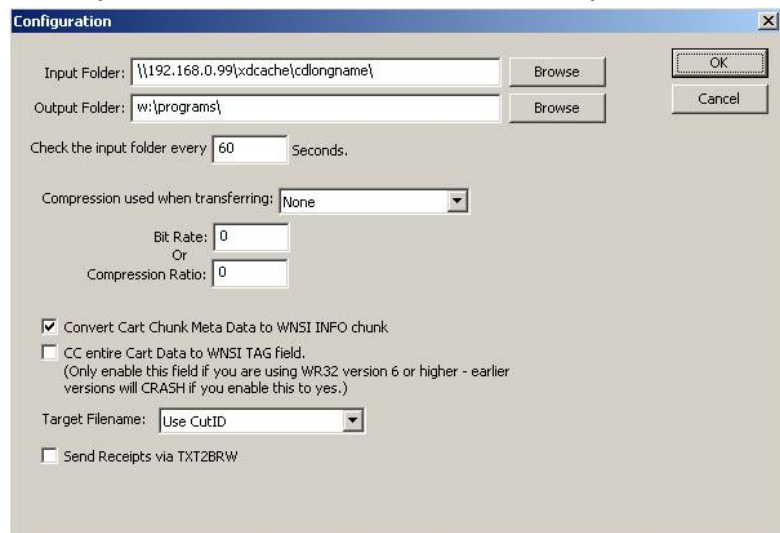 Configuration
Input Folder: \\192.168.0.99\xdcache\cdlongname\ Browse OK
Output Folder: w:\programs\ Browse Cancel
Check the input folder every 60 Seconds.
Compression used when transferring: None
Bit Rate: 0
Or
Compression Ratio: 0
Convert Cart Chunk Meta Data to WNSI INFO chunk
CC entire Cart Data to WNSI TAG field.
(Only enable this field if you are using WR32 version 6 or higher - earlier
versions will CRASH if you enable this to yes.)
Target Filename: Use CutID
Send Receipts via TXT2BRW